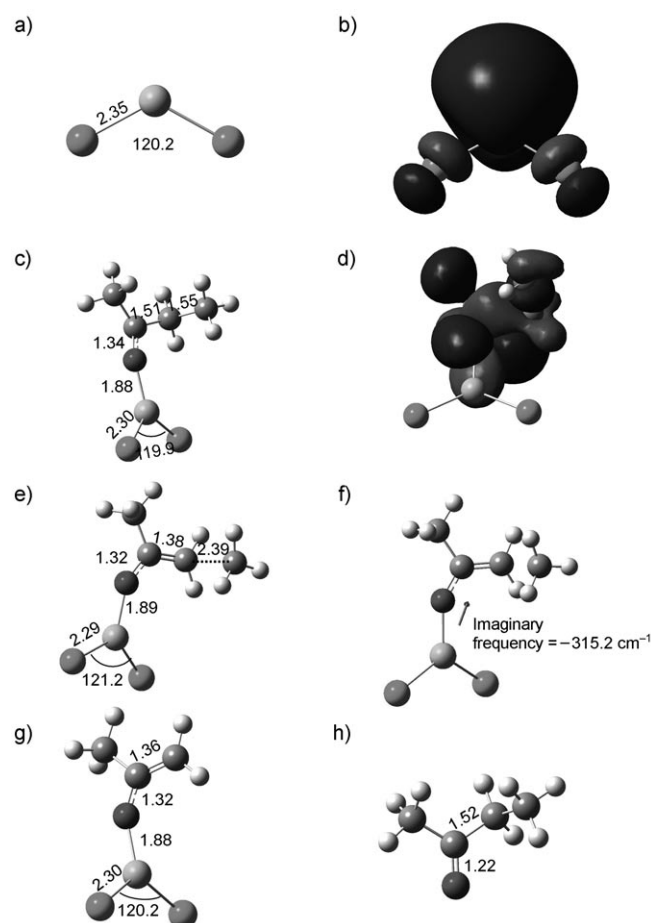 a)
b)
2.35
120.2
c)
d)
1.51
1.55
1.34
1.88
2.30
119.9
e)
f)
1.38
2.39
1.32
1.89
2.29
121.2
Imaginary
frequency = −315.2 cm⁻¹
g)
h)
1.36
1.32
1.88
2.30
120.2
1.52
1.22